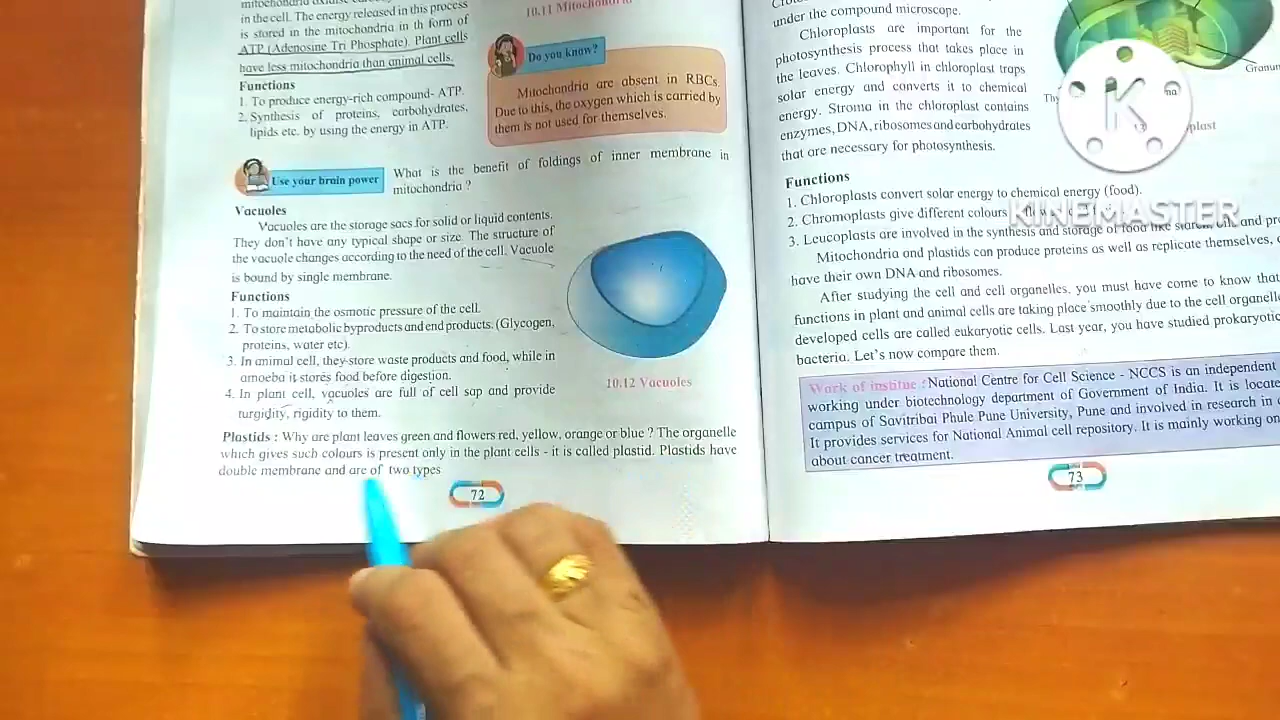 mitochondria
in the cell. The energy released in this process
is stored in the mitochondria in th form of
ATP (Adenosine Tri Phosphate). Plant cells
have less mitochondria than animal cells.
Functions
1. To produce energy-rich compound- ATP.
2. Synthesis of proteins, carbohydrates,
lipids etc. by using the energy in ATP.
10.11 Mitochondria
Do you know?
Mitochondria are absent in RBCs.
Due to this, the oxygen which is carried by
them is not used for themselves.
Use your brain power
What is the benefit of foldings of inner membrane in
mitochondria ?
Vacuoles
Vacuoles are the storage sacs for solid or liquid contents.
They don't have any typical shape or size. The structure of
the vacuole changes according to the need of the cell. Vacuole
is bound by single membrane.
Functions
1. To maintain the osmotic pressure of the cell.
2. To store metabolic byproducts and end products. (Glycogen,
proteins, water etc).
3. In animal cell, they store waste products and food, while in
amoeba it stores food before digestion.
4. In plant cell, vacuoles are full of cell sap and provide
turgidity, rigidity to them.
10.12 Vacuoles
Plastids : Why are plant leaves green and flowers red, yellow, orange or blue ? The organelle
which gives such colours is present only in the plant cells - it is called plastid. Plastids have
double membrane and are of two types
72
under the compound microscope.
Chloroplasts are important for the
photosynthesis process that takes place in
the leaves. Chlorophyll in chloroplast traps
solar energy and converts it to chemical
energy. Stroma in the chloroplast contains
enzymes, DNA, ribosomes and carbohydrates
that are necessary for photosynthesis.
Granum
K
KINEMASTER
Functions
1. Chloroplasts convert solar energy to chemical energy (food).
2. Chromoplasts give different colours
3. Leucoplasts are involved in the synthesis and storage of food like starch, oils and
Mitochondria and plastids can produce proteins as well as replicate themselves,
have their own DNA and ribosomes.
After studying the cell and cell organelles, you must have come to know that
functions in plant and animal cells are taking place smoothly due to the cell
developed cells are called eukaryotic cells. Last year, you have studied prokaryotic
bacteria. Let's now compare them.
Work of institue : National Centre for Cell Science - NCCS is an independent
working under biotechnology department of Government of India. It is
campus of Savitribai Phule Pune University, Pune and involved in research in
It provides services for National Animal cell repository. It is mainly working
about cancer treatment.
73